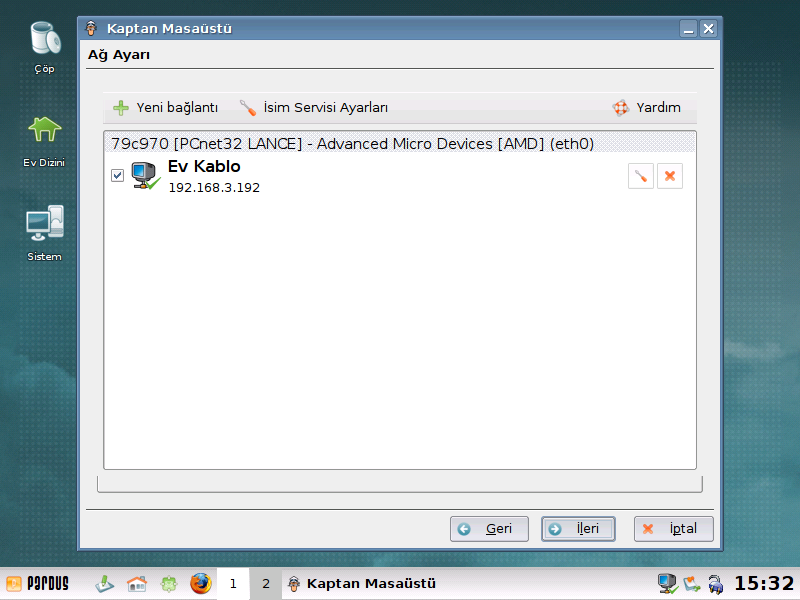 Kaptan Masaüstü
Ağ Ayarı
Yeni bağlantı
İsim Servisi Ayarları
Yardım
79c970 [PCnet32 LANCE] - Advanced Micro Devices [AMD] (eth0)
Ev Kablo
192.168.3.192
Geri
İleri
İptal
Çöp
Ev Dizini
Sistem
PARDUS
1
2
Kaptan Masaüstü
15:32